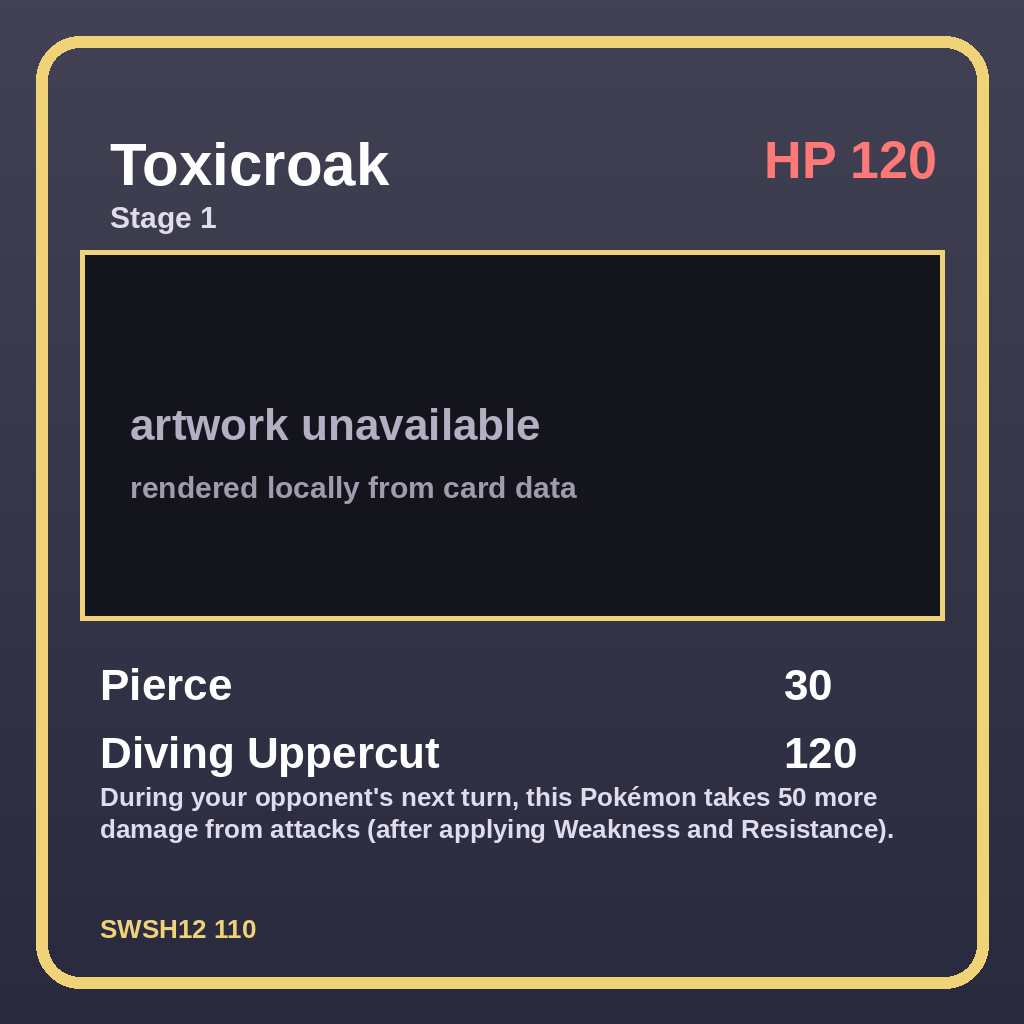 Toxicroak
HP 120
Stage 1
artwork unavailable
rendered locally from card data
Pierce 30
Diving Uppercut 120
During your opponent's next turn, this Pokémon takes 50 more
damage from attacks (after applying Weakness and Resistance).
SWSH12 110